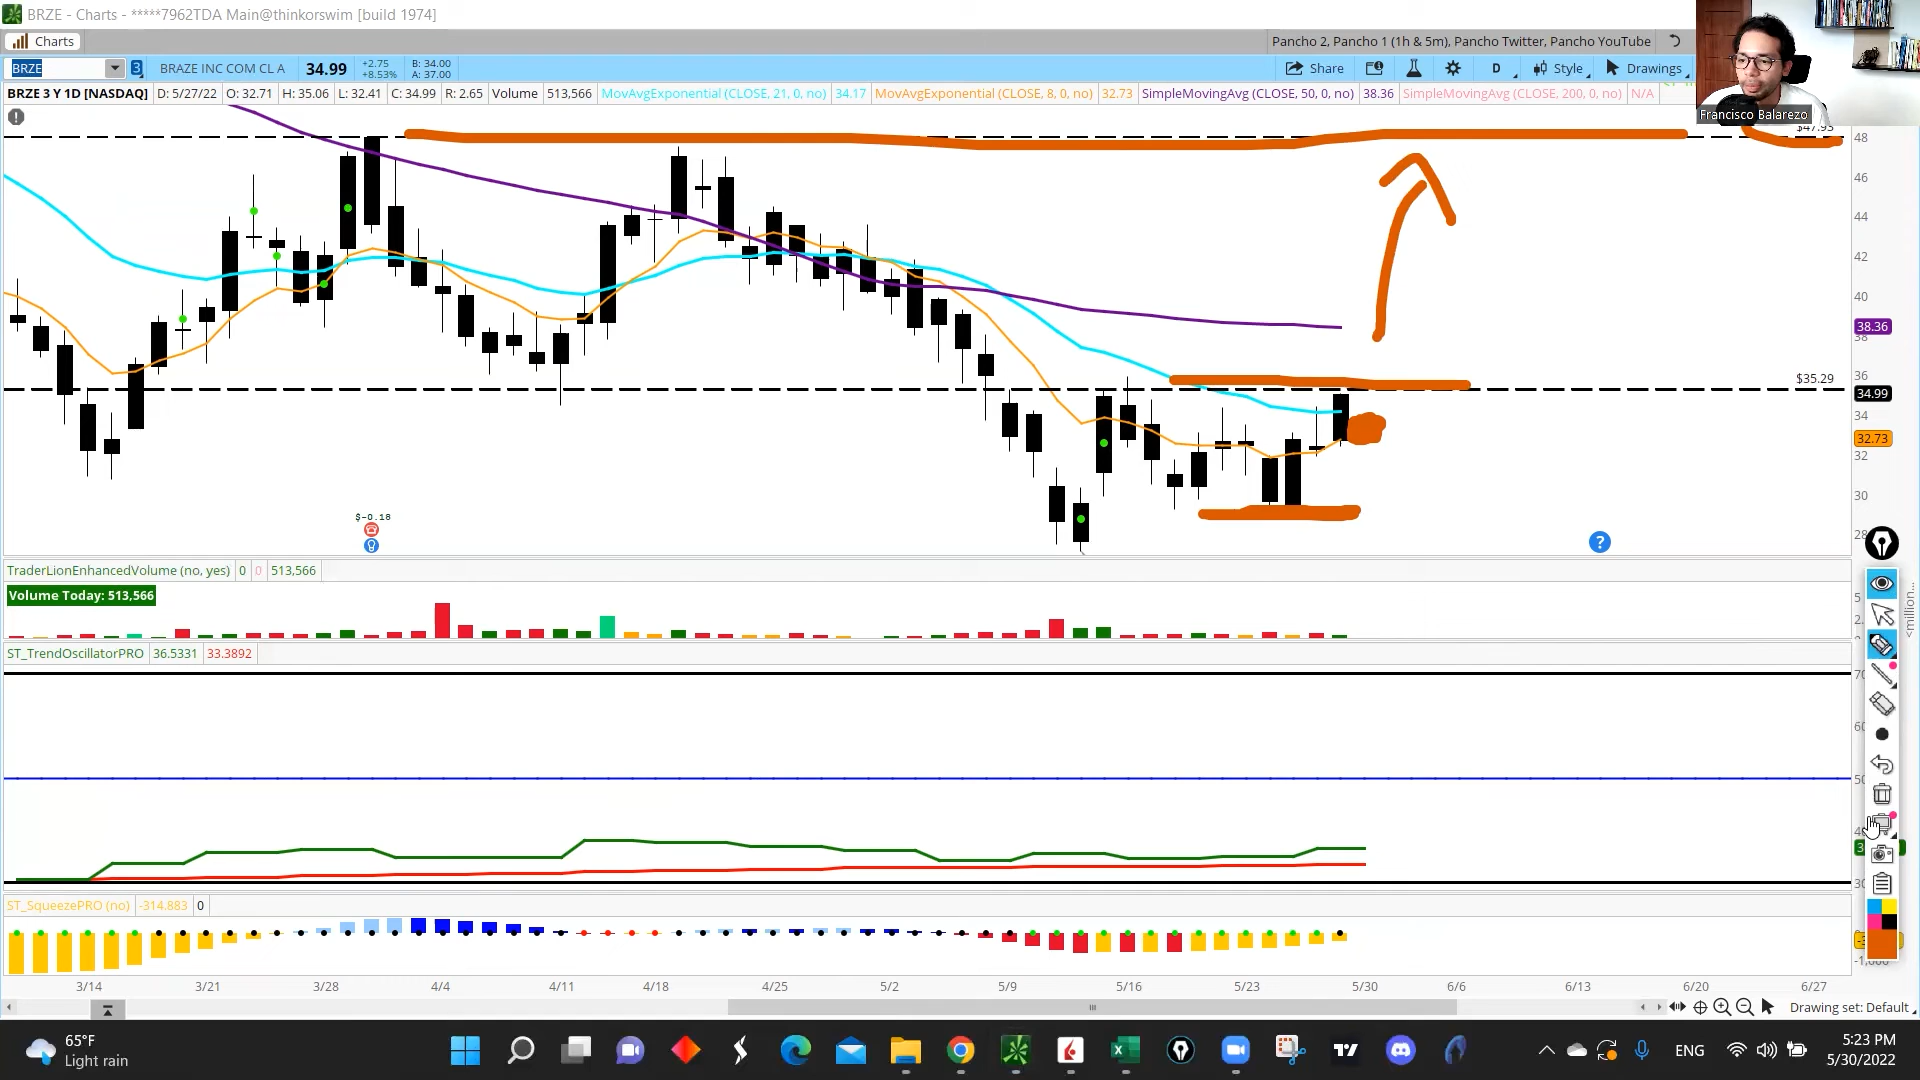 BRZE - Charts - *****7962TDA Main@thinkorswim [build 1974]
Charts
Pancho 2, Pancho 1 (1h & 5m), Pancho Twitter, Pancho YouTube
BRZE
3
BRAZE INC COM CL A
34.99
+2.75
+8.53%
B: 34.00
A: 37.00
Share
D
Style
Drawings
BRZE 3 Y 1D [NASDAQ]
D: 5/27/22
O: 32.71
H: 35.06
L: 32.41
C: 34.99
R: 2.65
Volume
513,566
MovAvgExponential (CLOSE, 21, 0, no)
34.17
MovAvgExponential (CLOSE, 8, 0, no)
32.73
SimpleMovingAvg (CLOSE, 50, 0, no)
38.36
SimpleMovingAvg (CLOSE, 200, 0, no)
N/A
Francisco Balarezo
$47.93
48
46
44
42
40
38.36
38
36
$35.29
34.99
34
32.73
32
30
28
$-0.18
?
TraderLionEnhancedVolume (no, yes)
0
0
513,566
Volume Today: 513,566
<million...
ST_TrendOscillatorPRO
36.5331
33.3892
ST_SqueezePRO (no)
-314.883
0
3/14
3/21
3/28
4/4
4/11
4/18
4/25
5/2
5/9
5/16
5/23
5/30
6/6
6/13
6/20
6/27
Drawing set: Default
65°F
Light rain
ENG
5:23 PM
5/30/2022